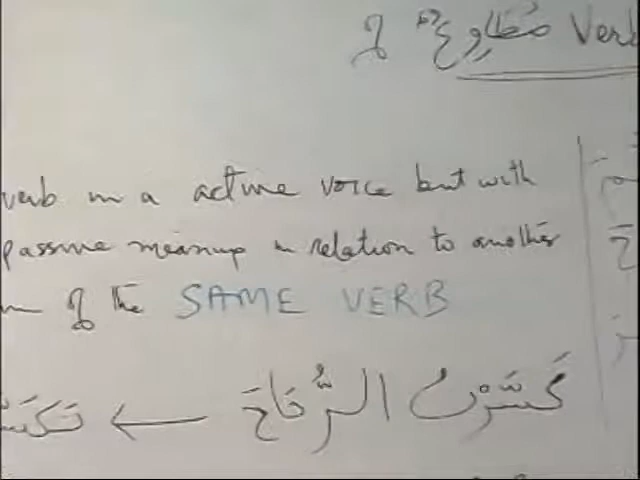 مُطَاوِع Verb
verb in a active voice but with
passive meaning in relation to another
of the SAME VERB
كَسَّرْتُ الزُّجَاجَ ← تَكَسَّ